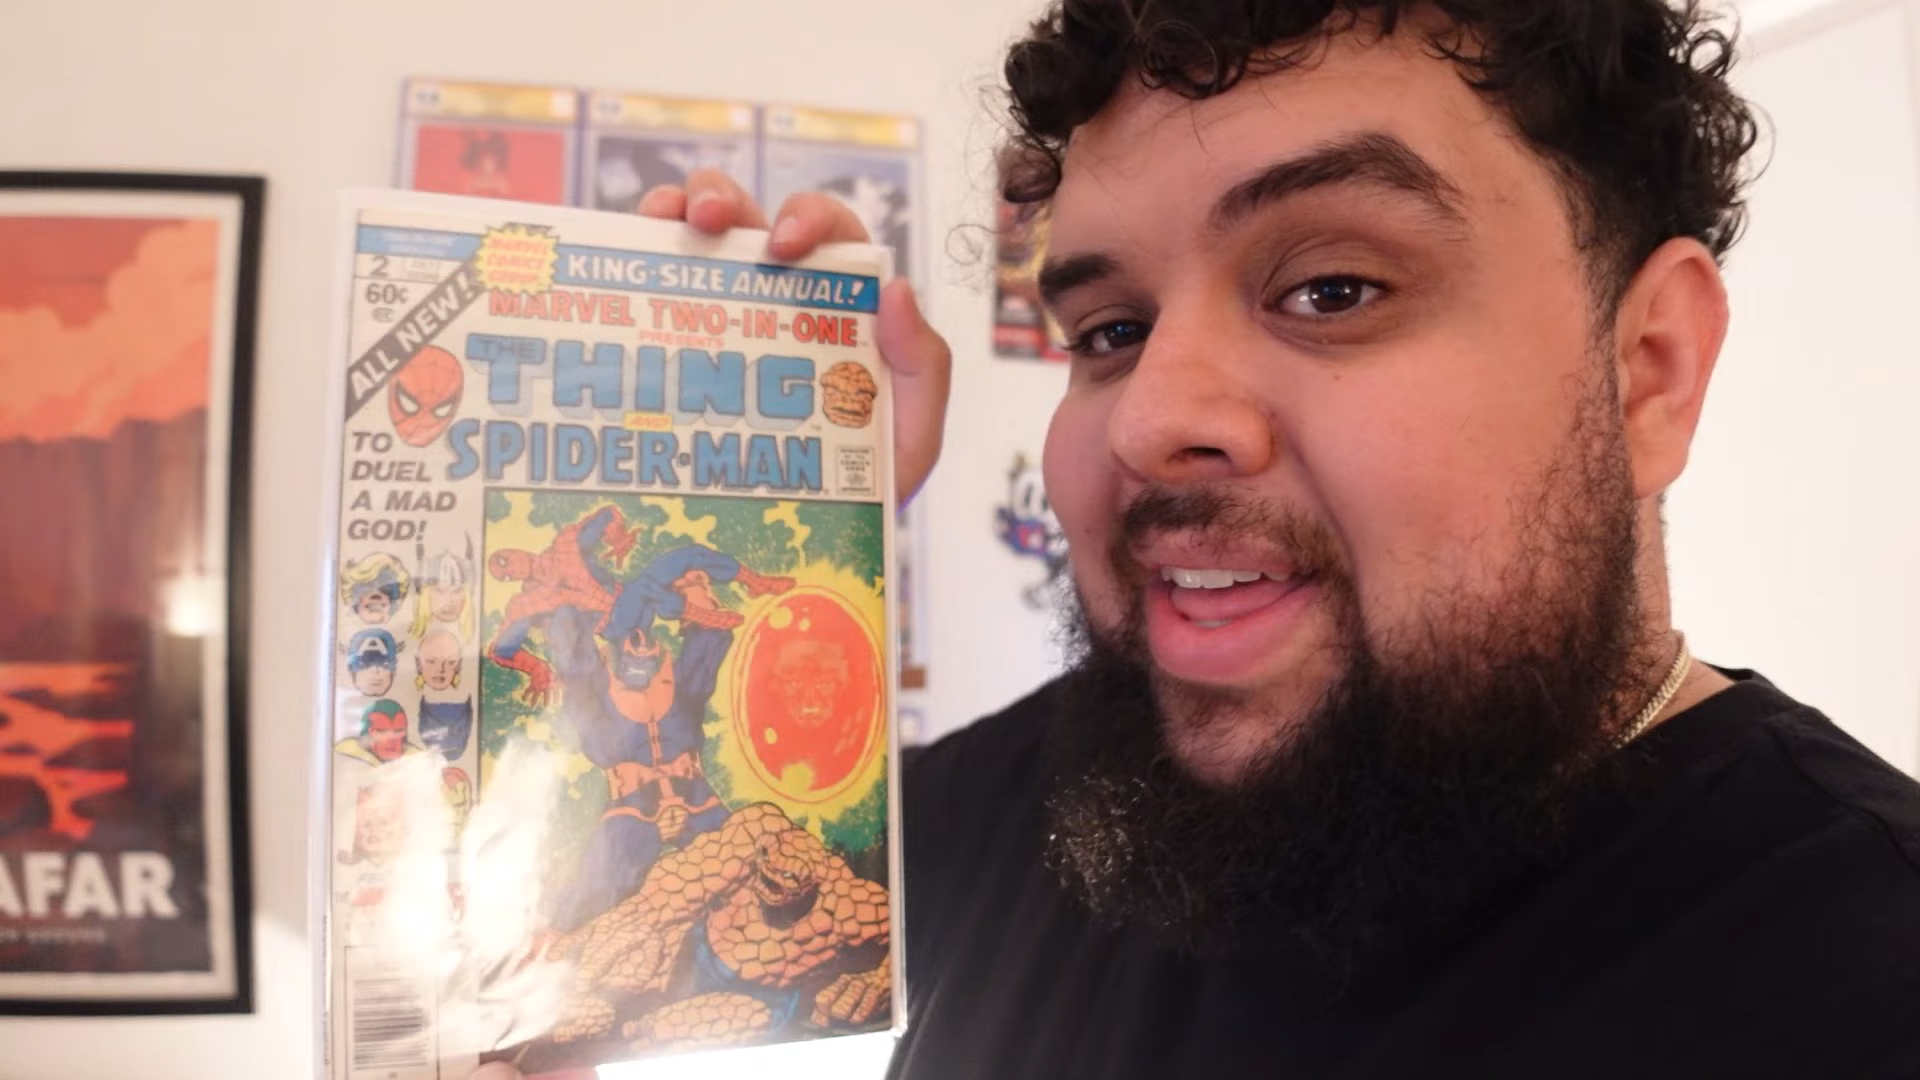 MARVEL
COMICS
GROUP
KING-SIZE ANNUAL!
2
60¢
ALL NEW!
MARVEL TWO-IN-ONE
PRESENTS
THE
THING
AND
SPIDER-MAN
TO
DUEL
A MAD
GOD!
AFAR